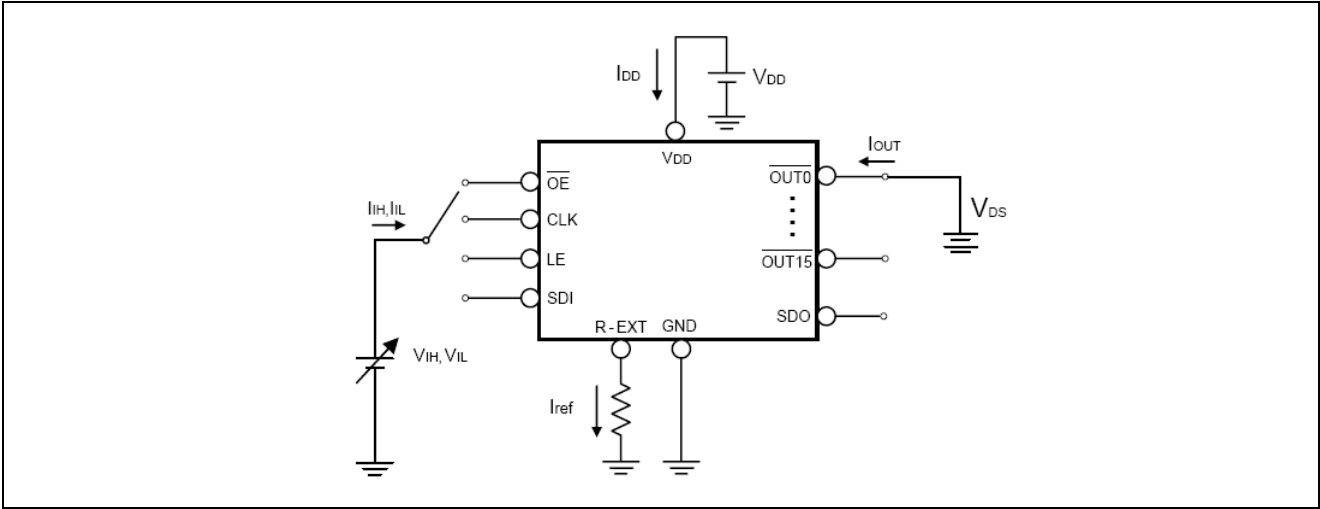 IDD
VDD
VDD
IOUT
OE
OUT0
VDS
IIH,IIL
CLK
LE
OUT15
SDI
SDO
R-EXT
GND
VIH,VIL
Iref